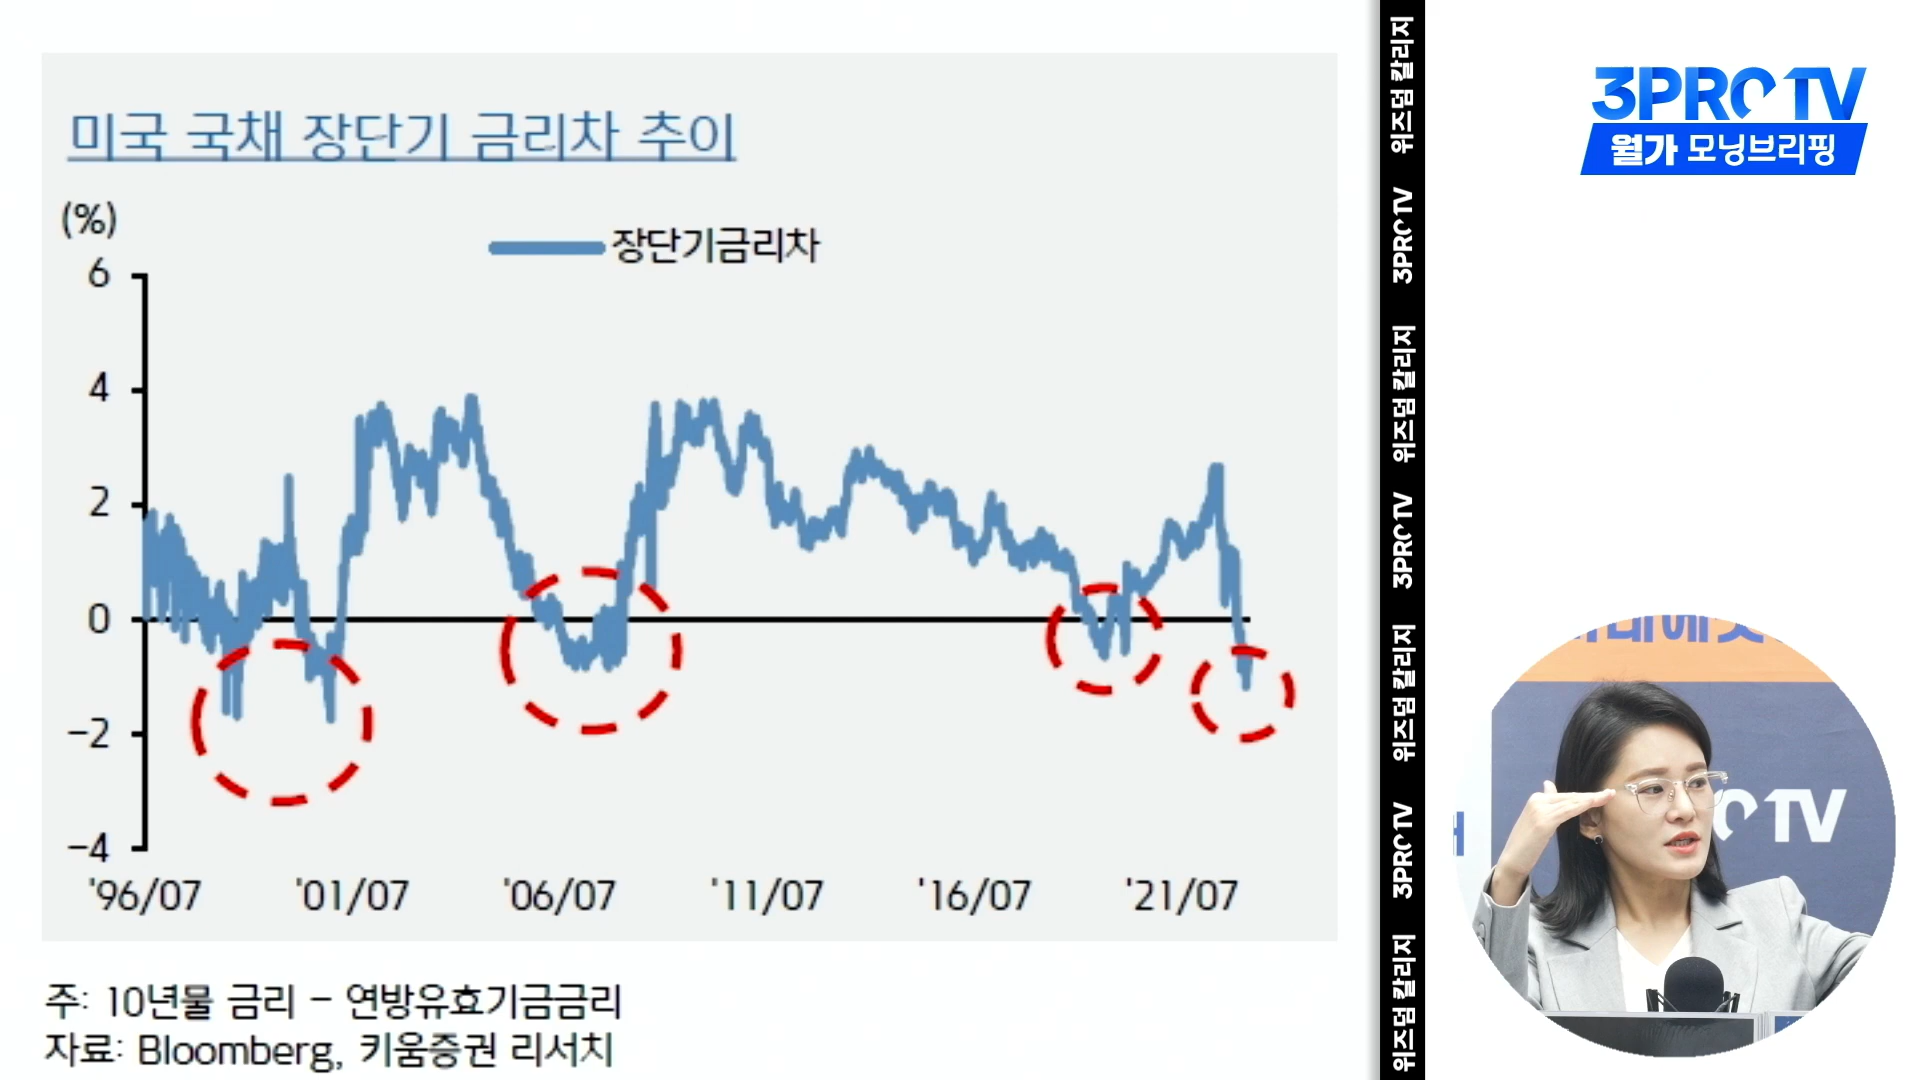 미국 국채 장단기 금리차 추이
(%)
장단기금리차
6
4
2
0
-2
-4
'96/07 '01/07 '06/07 '11/07 '16/07 '21/07
주: 10년물 금리 - 연방유효기금금리
자료: Bloomberg, 키움증권 리서치
위즈덤 칼리지
3PROTV
위즈덤 칼리지
3PROTV
위즈덤 칼리지
3PROTV
위즈덤 칼리지
3PROTV
월가 모닝브리핑
TV